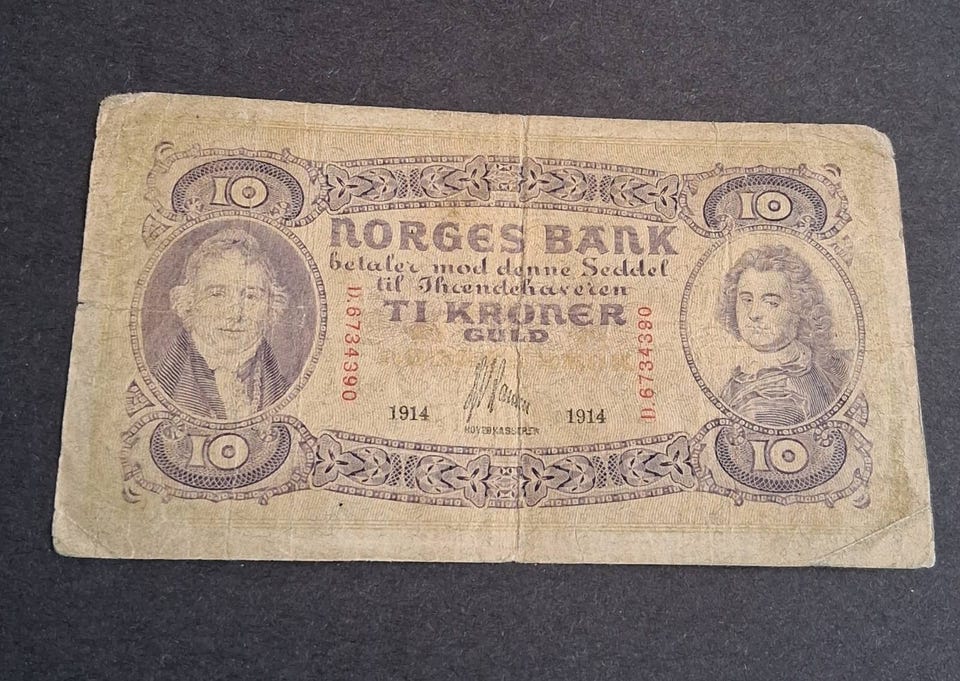 10 10
NORGES BANK
betaler mod denne Seddel
til Ihændehaveren
TI KRONER
GULD
D.6734390
D.6734390
1914 1914
HOVEDKASSERER
10 10